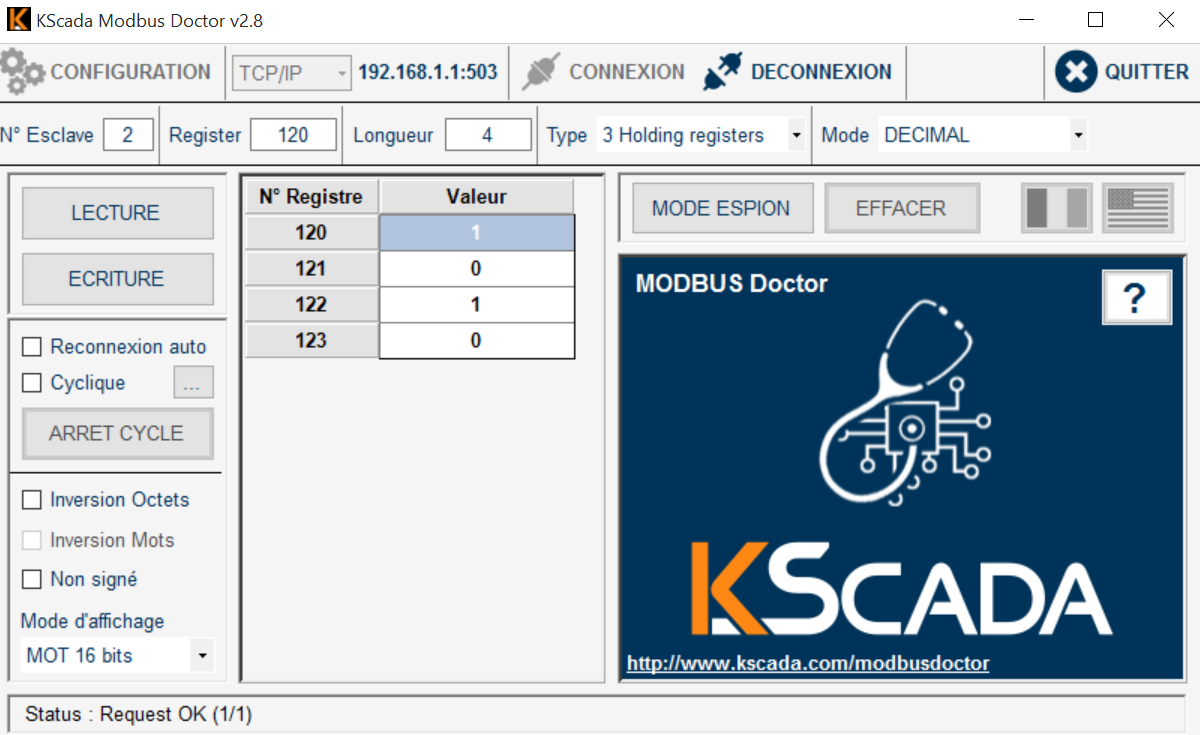 KScada Modbus Doctor v2.8
CONFIGURATION TCP/IP 192.168.1.1:503 CONNEXION DECONNEXION QUITTER
N° Esclave 2 Register 120 Longueur 4 Type 3 Holding registers Mode DECIMAL
LECTURE
ECRITURE
Reconnexion auto
Cyclique ...
ARRET CYCLE
Inversion Octets
Inversion Mots
Non signé
Mode d'affichage
MOT 16 bits
N° Registre Valeur
120 1
121 0
122 1
123 0
MODE ESPION EFFACER
MODBUS Doctor ?
KSCADA
http://www.kscada.com/modbusdoctor
Status : Request OK (1/1)